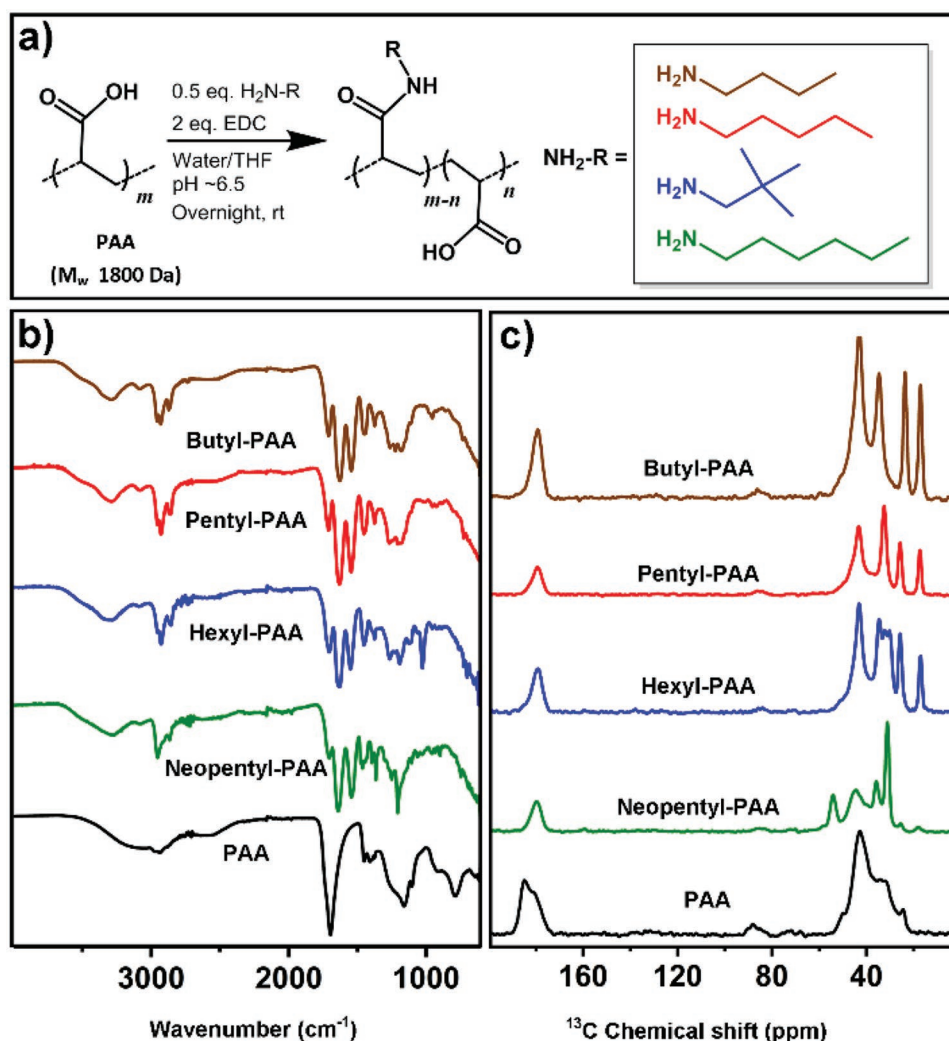 a)
O
OH
m
PAA
(Mw 1800 Da)
0.5 eq. H2N-R
2 eq. EDC
Water/THF
pH ~6.5
Overnight, rt
R
NH
O
m-n
n
HO
O
NH2-R =
H2N
H2N
H2N
H2N
b)
Butyl-PAA
Pentyl-PAA
Hexyl-PAA
Neopentyl-PAA
PAA
3000 2000 1000
Wavenumber (cm-1)
c)
Butyl-PAA
Pentyl-PAA
Hexyl-PAA
Neopentyl-PAA
PAA
160 120 80 40
13C Chemical shift (ppm)